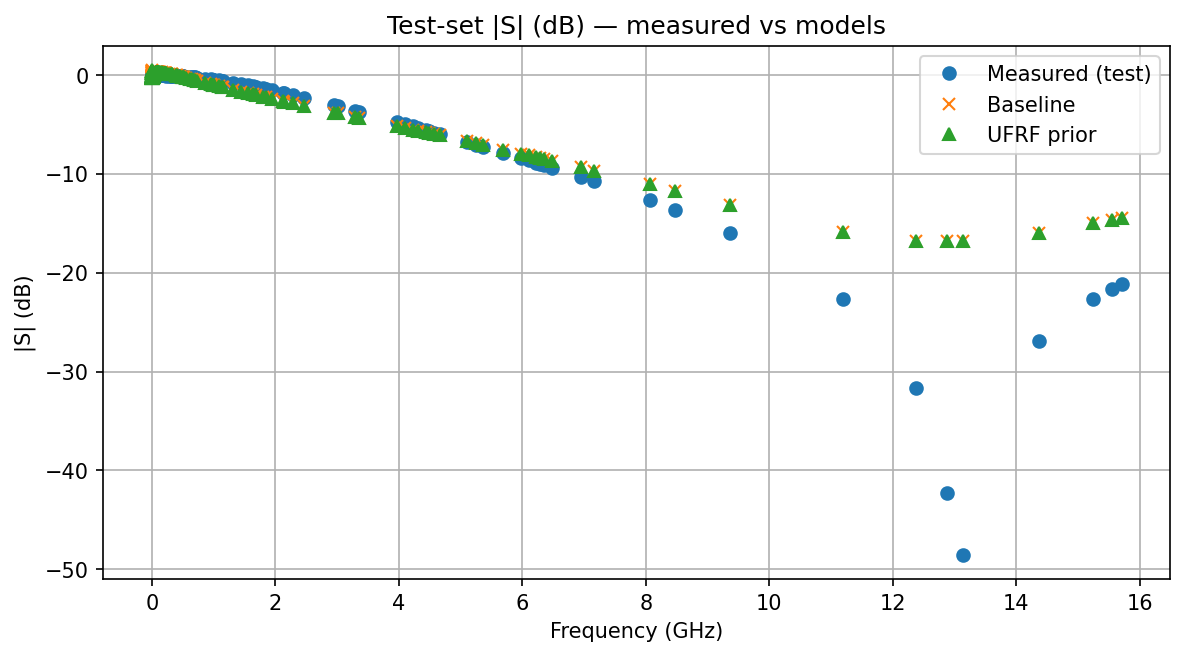 Test-set |S| (dB) — measured vs models
Measured (test)
Baseline
UFRF prior
|S| (dB)
0
−10
−20
−30
−40
−50
0 2 4 6 8 10 12 14 16
Frequency (GHz)